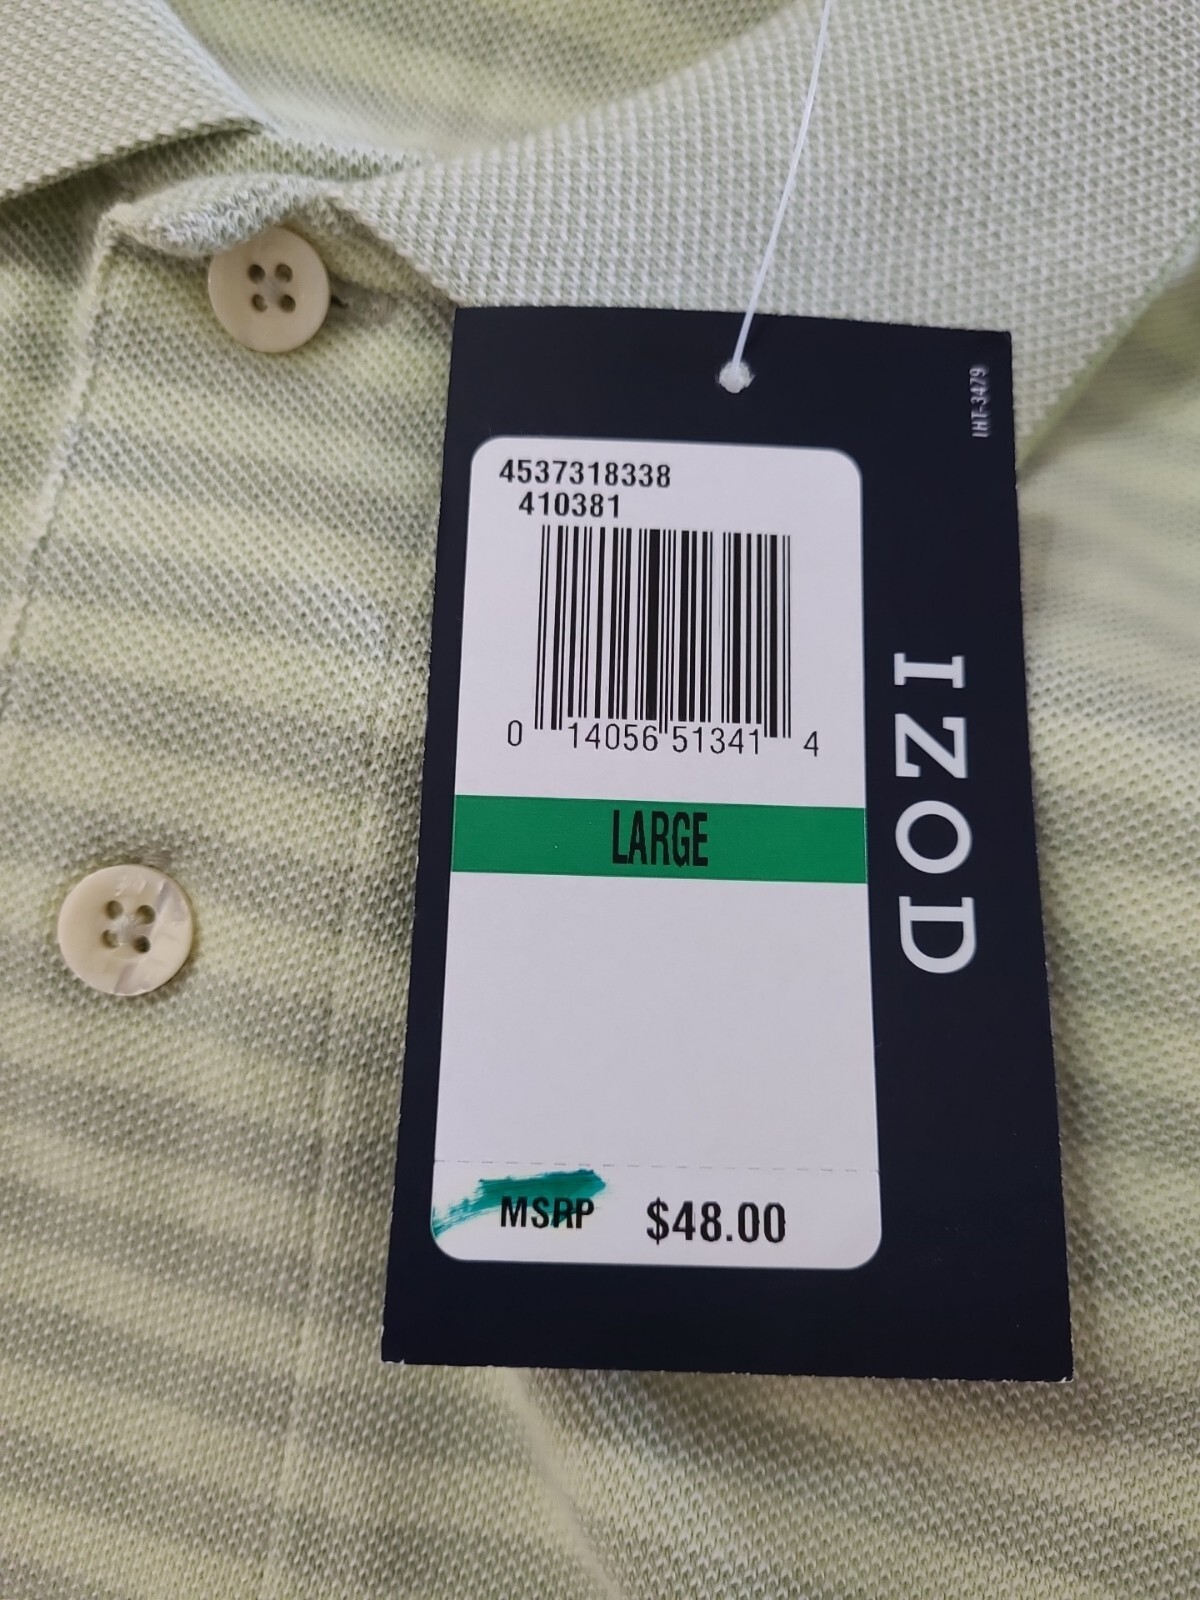 IHT-3479
4537318338
410381
0 14056 51341 4
LARGE
IZOD
MSRP $48.00